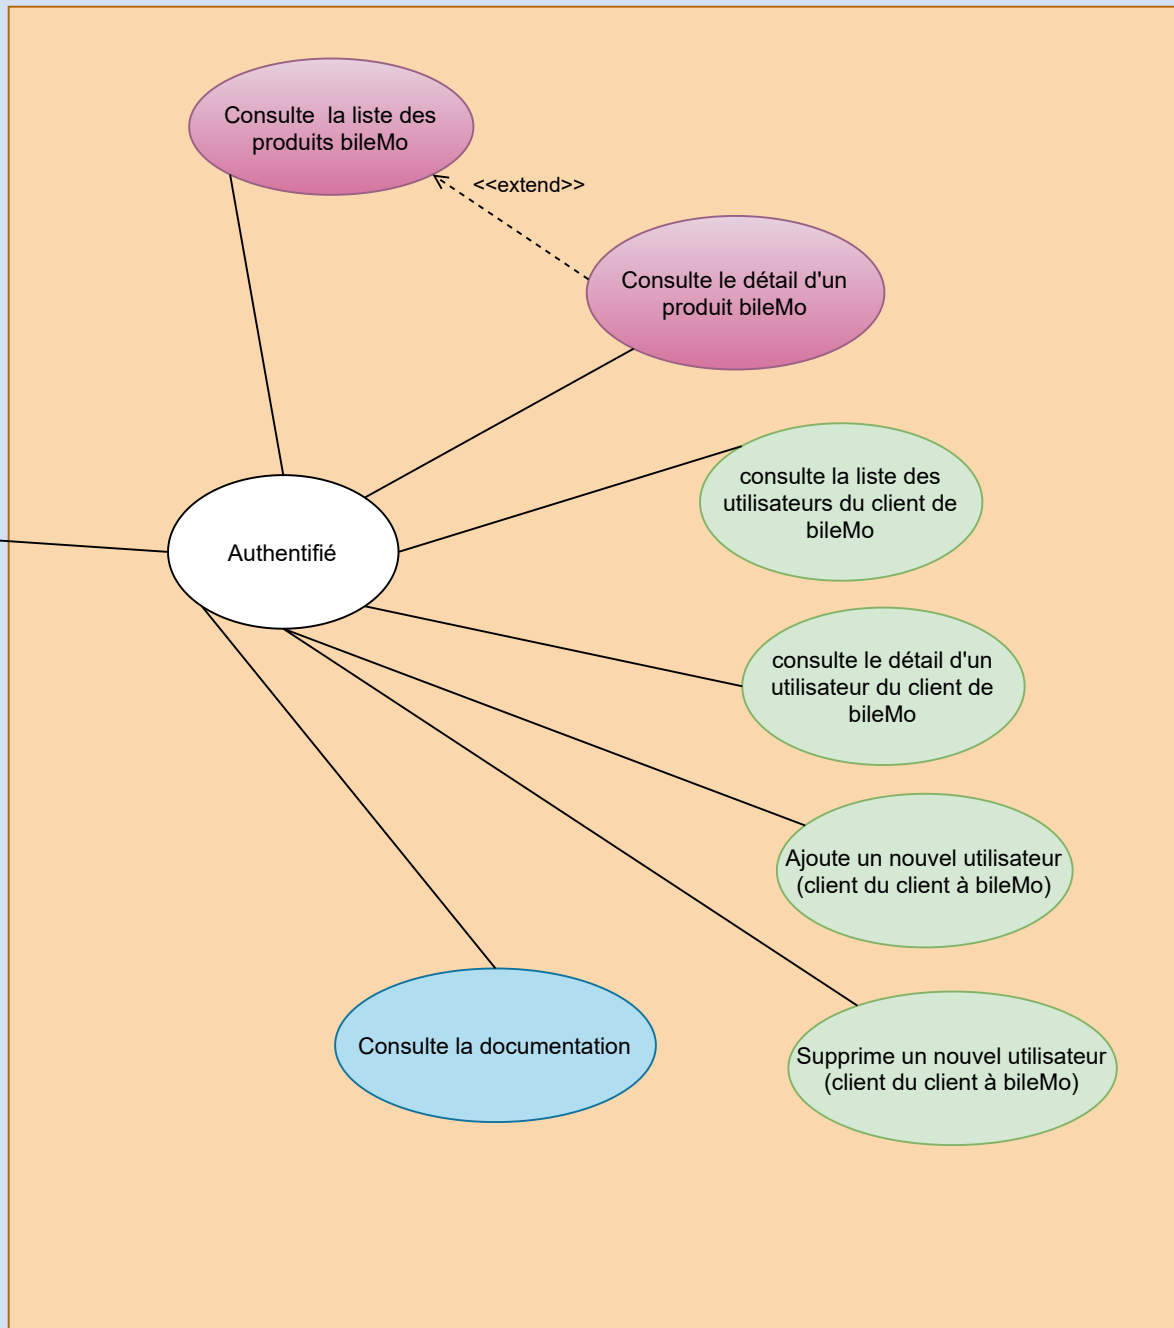 Consulte  la liste des
produits bileMo
<<extend>>
Consulte le détail d'un
produit bileMo
consulte la liste des
utilisateurs du client de
bileMo
Authentifié
consulte le détail d'un
utilisateur du client de
bileMo
Ajoute un nouvel utilisateur
(client du client à bileMo)
Consulte la documentation
Supprime un nouvel utilisateur
(client du client à bileMo)